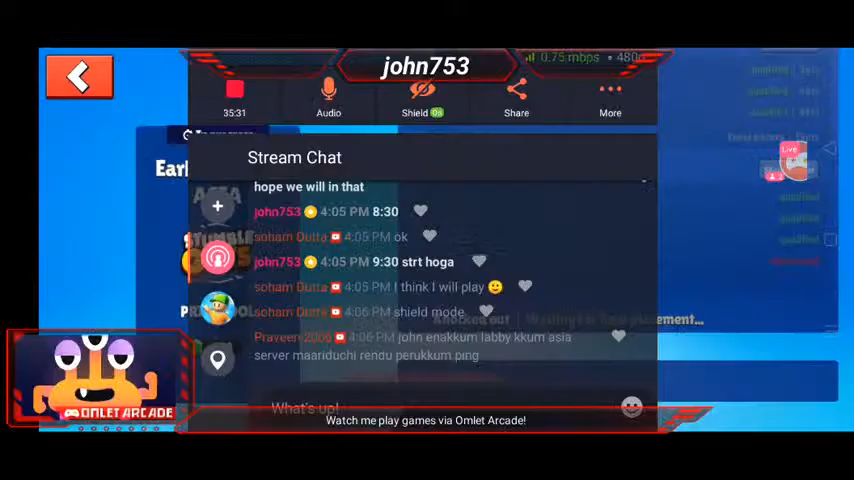 john753
0.75 mbps • 480
35:31
Audio
Shield 0s
Share
More
Stream Chat
Live
hope we will in that
john753 4:05 PM 8:30
soham Dutta 4:05 PM ok
john753 4:05 PM 9:30 strt hoga
soham Dutta 4:05 PM I think I will play
soham Dutta 4:06 PM shield mode
Praveen 2006 4:06 PM john enakkum labby kkum asia
server maariduchi rendu perukkum ping
What's up!
OMLET ARCADE
Watch me play games via Omlet Arcade!